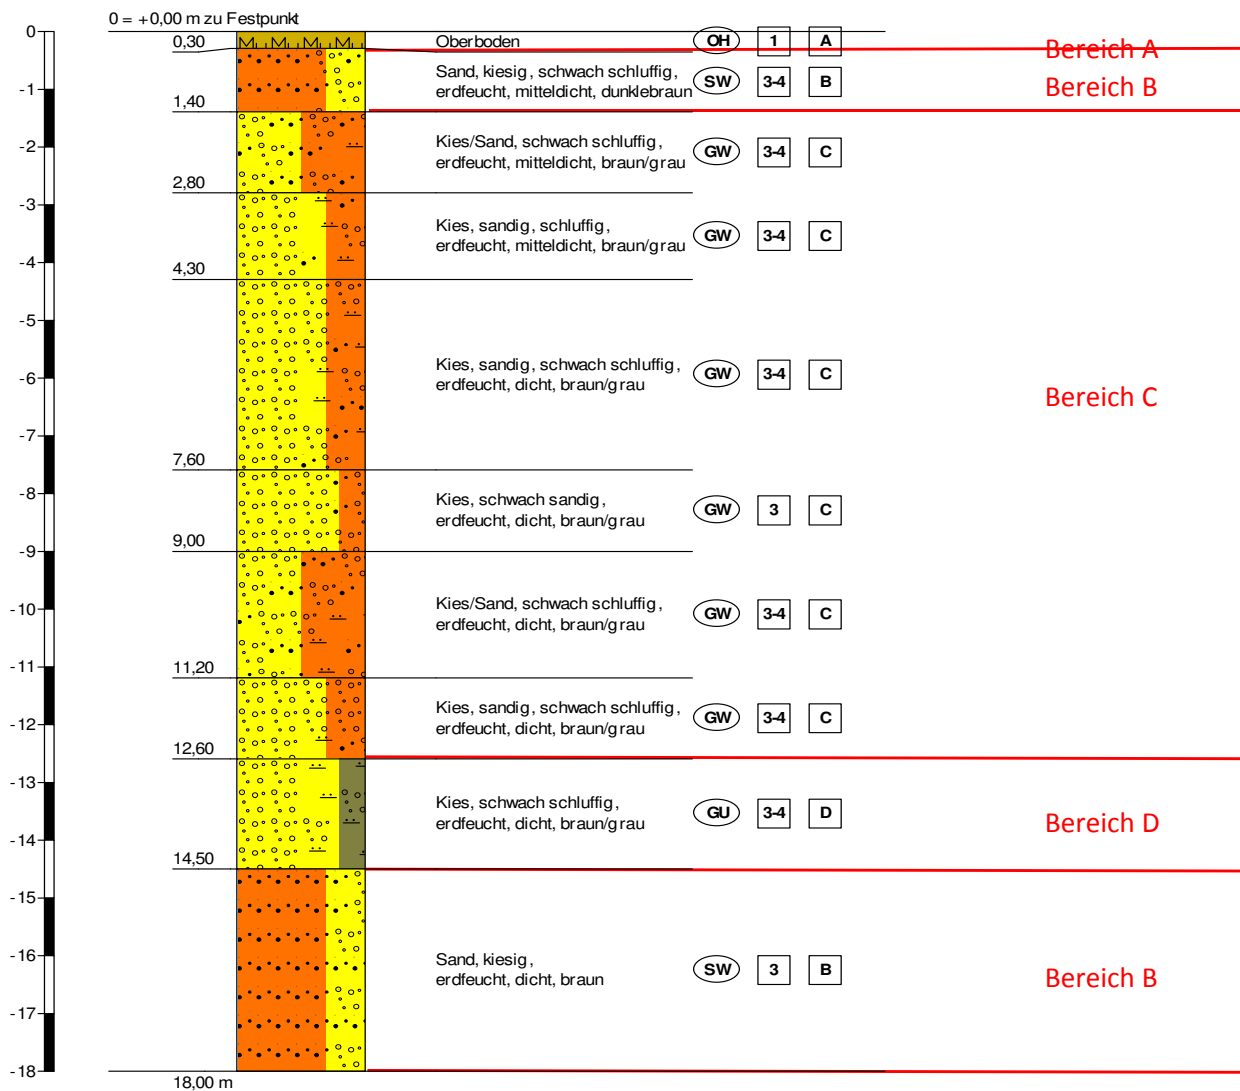 0 = +0,00 m zu Festpunkt
0
0,30
Oberboden
OH 1 A
Bereich A
Sand, kiesig, schwach schluffig,
erdfeucht, mitteldicht, dunklebraun
SW 3-4 B
Bereich B
-1
1,40
Kies/Sand, schwach schluffig,
erdfeucht, mitteldicht, braun/grau
GW 3-4 C
-2
2,80
-3
Kies, sandig, schluffig,
erdfeucht, mitteldicht, braun/grau
GW 3-4 C
-4
4,30
-5
Kies, sandig, schwach schluffig,
erdfeucht, dicht, braun/grau
GW 3-4 C
-6
Bereich C
-7
7,60
-8
Kies, schwach sandig,
erdfeucht, dicht, braun/grau
GW 3 C
9,00
-9
Kies/Sand, schwach schluffig,
erdfeucht, dicht, braun/grau
GW 3-4 C
-10
-11
11,20
Kies, sandig, schwach schluffig,
erdfeucht, dicht, braun/grau
GW 3-4 C
-12
12,60
-13
Kies, schwach schluffig,
erdfeucht, dicht, braun/grau
GU 3-4 D
Bereich D
-14
14,50
-15
Sand, kiesig,
erdfeucht, dicht, braun
SW 3 B
Bereich B
-16
-17
-18
18,00 m